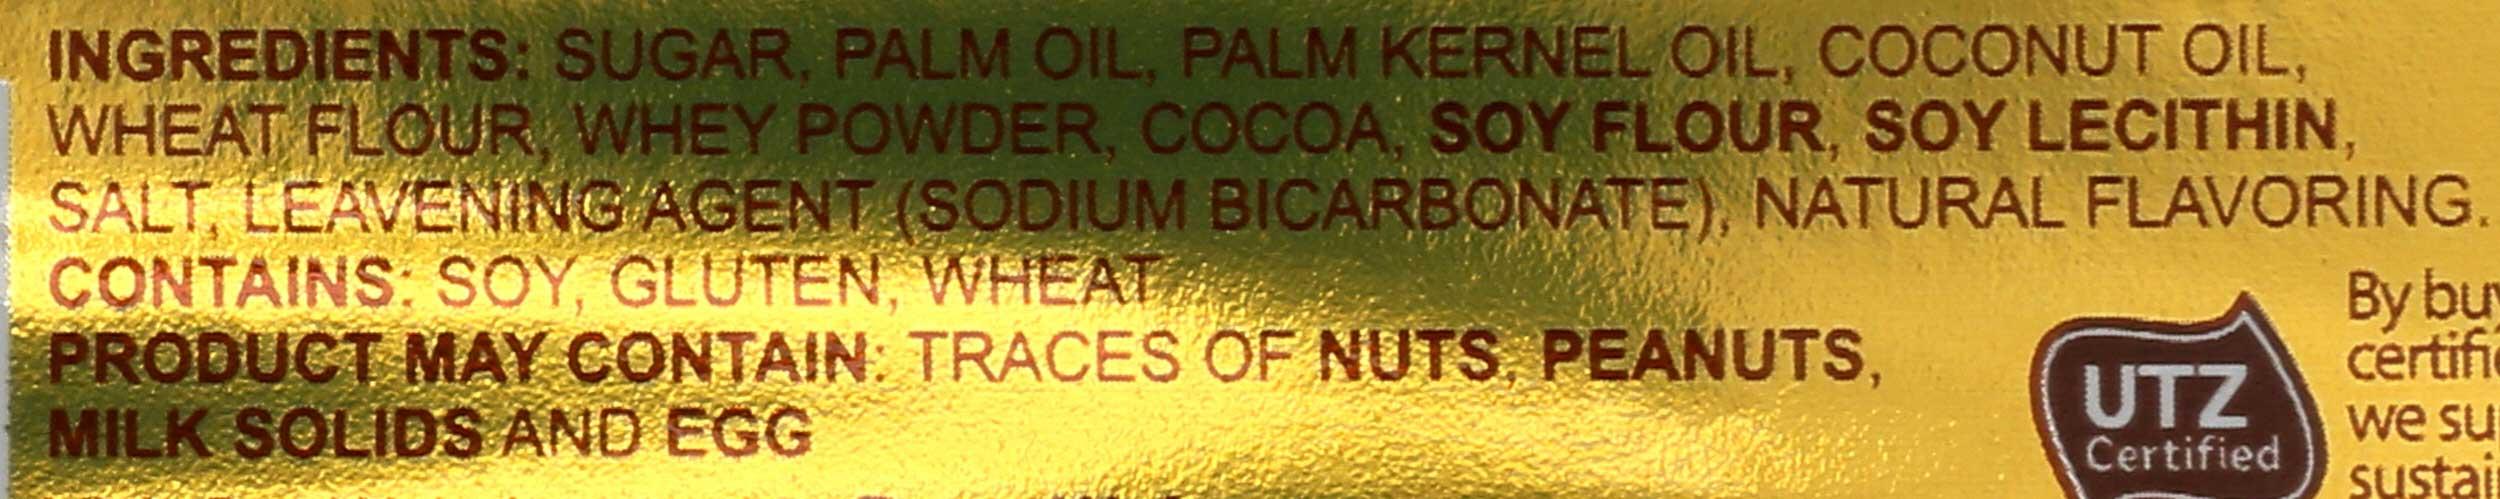 INGREDIENTS: SUGAR, PALM OIL, PALM KERNEL OIL, COCONUT OIL,
WHEAT FLOUR, WHEY POWDER, COCOA, SOY FLOUR, SOY LECITHIN,
SALT, LEAVENING AGENT (SODIUM BICARBONATE), NATURAL FLAVORING.
CONTAINS: SOY, GLUTEN, WHEAT
PRODUCT MAY CONTAIN: TRACES OF NUTS, PEANUTS,
MILK SOLIDS AND EGG
UTZ
Certified
By
we